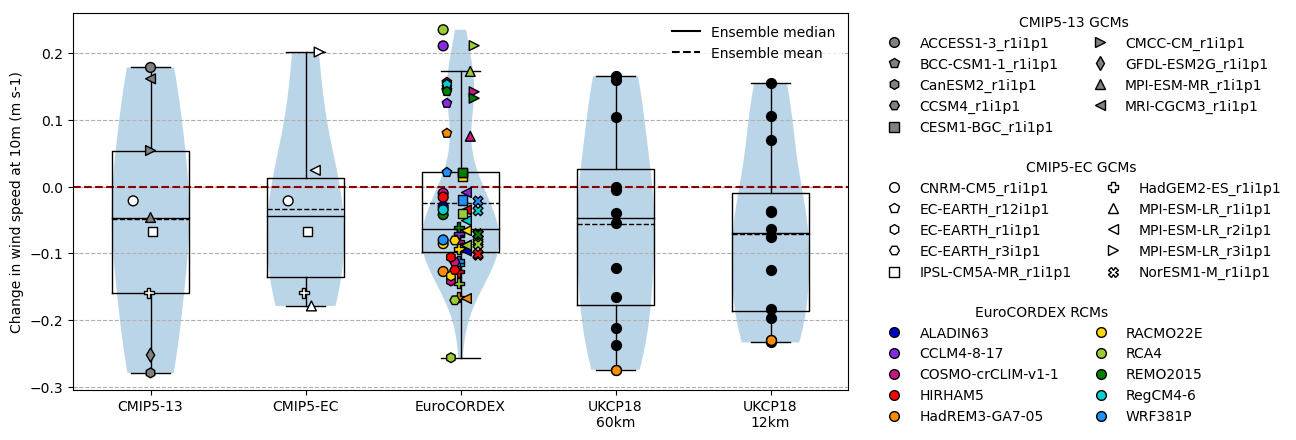 Change in wind speed at 10m (m s-1)
0.2
0.1
0.0
−0.1
−0.2
−0.3
Ensemble median
Ensemble mean
CMIP5-13
CMIP5-EC
EuroCORDEX
UKCP18
60km
UKCP18
12km
CMIP5-13 GCMs
ACCESS1-3_r1i1p1
BCC-CSM1-1_r1i1p1
CanESM2_r1i1p1
CCSM4_r1i1p1
CESM1-BGC_r1i1p1
CMCC-CM_r1i1p1
GFDL-ESM2G_r1i1p1
MPI-ESM-MR_r1i1p1
MRI-CGCM3_r1i1p1
CMIP5-EC GCMs
CNRM-CM5_r1i1p1
EC-EARTH_r12i1p1
EC-EARTH_r1i1p1
EC-EARTH_r3i1p1
IPSL-CM5A-MR_r1i1p1
HadGEM2-ES_r1i1p1
MPI-ESM-LR_r1i1p1
MPI-ESM-LR_r2i1p1
MPI-ESM-LR_r3i1p1
NorESM1-M_r1i1p1
EuroCORDEX RCMs
ALADIN63
CCLM4-8-17
COSMO-crCLIM-v1-1
HIRHAM5
HadREM3-GA7-05
RACMO22E
RCA4
REMO2015
RegCM4-6
WRF381P